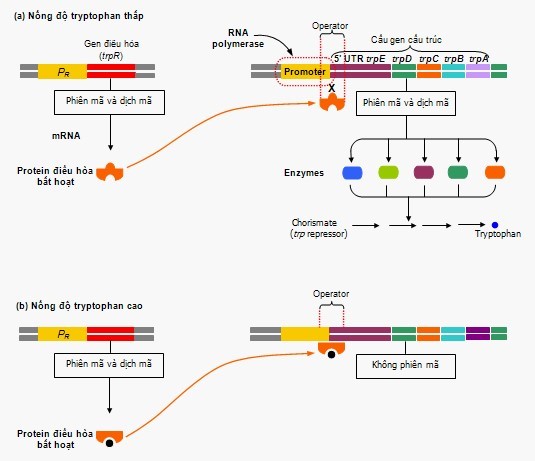 (a) Nồng độ tryptophan thấp
Operator
RNA
polymerase
Gen điều hòa
(trpR)
Cấu gen cấu trúc
5' UTR trpE trpD trpC trpB trpA
PR
Promoter
X
Phiên mã và dịch mã
Phiên mã và dịch mã
mRNA
Protein điều hòa
bất hoạt
Enzymes
Chorismate
(trp repressor)
Tryptophan
(b) Nồng độ tryptophan cao
Operator
PR
Phiên mã và dịch mã
Không phiên mã
Protein điều hòa
bất hoạt